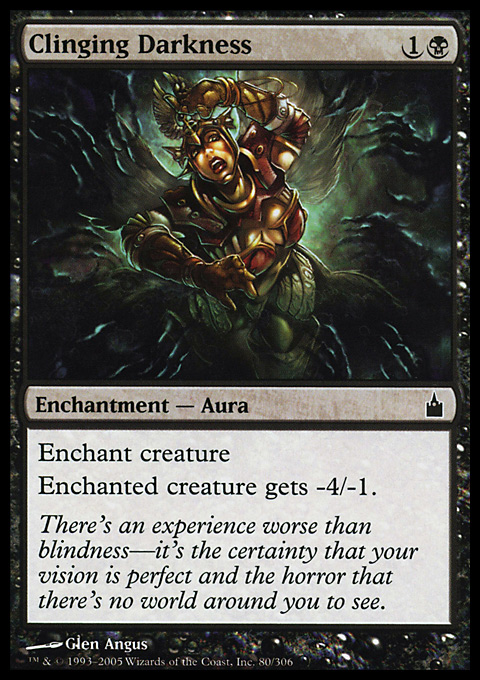 Clinging Darkness 1
Enchantment — Aura
Enchant creature
Enchanted creature gets -4/-1.
There's an experience worse than
blindness—it's the certainty that your
vision is perfect and the horror that
there's no world around you to see.
Glen Angus
™ & © 1993–2005 Wizards of the Coast, Inc. 80/306